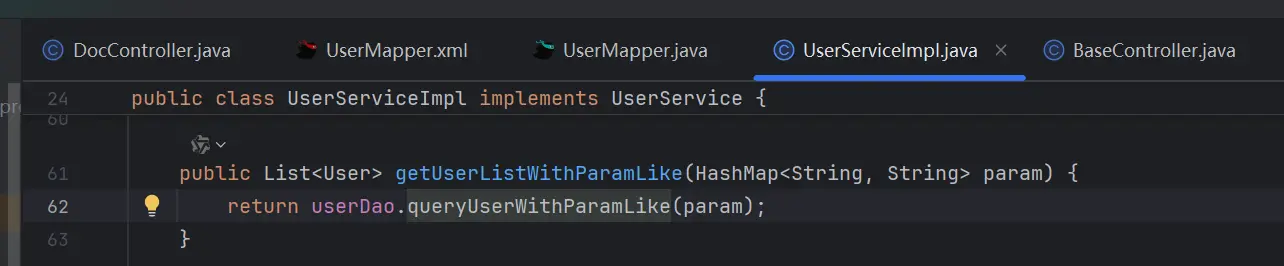 DocController.java UserMapper.xml UserMapper.java UserServiceImpl.java × BaseController.java
24 public class UserServiceImpl implements UserService {
60
61 public List<User> getUserListWithParamLike(HashMap<String, String> param) {
62 return userDao.queryUserWithParamLike(param);
63 }